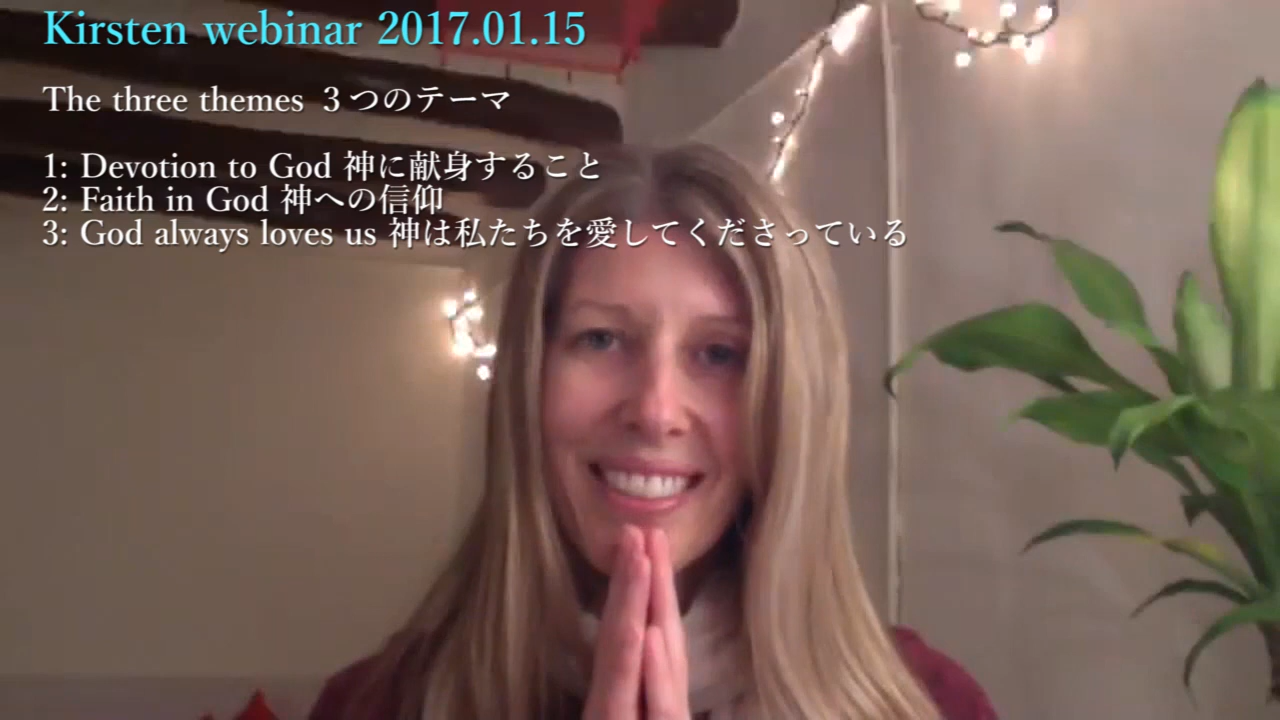 Kirsten webinar 2017.01.15
The three themes ３つのテーマ
1: Devotion to God 神に献身すること
2: Faith in God 神への信仰
3: God always loves us 神は私たちを愛してくださっている